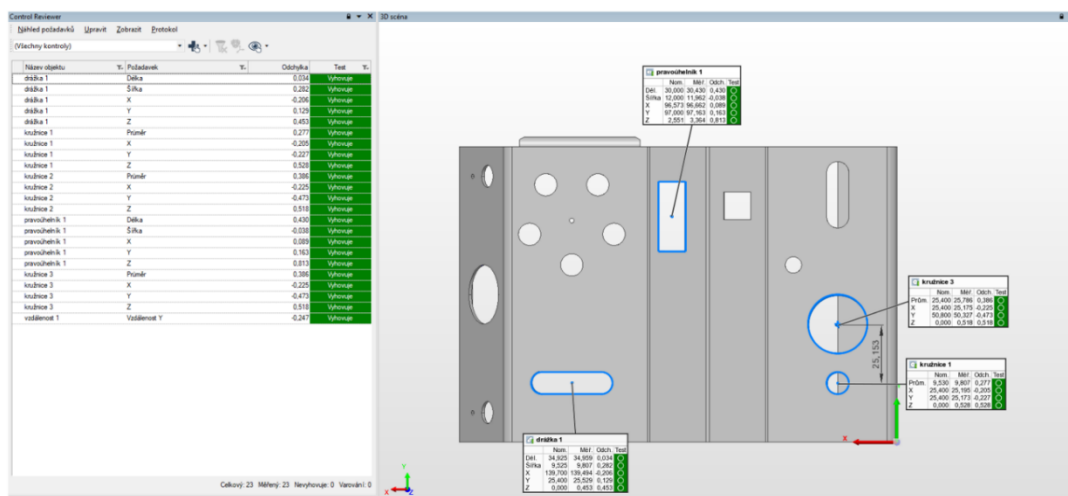 Control Reviewer
Náhled požadavků Upravit Zobrazit Protokol
(Všechny kontroly)
Název objektu Požadavek Odchylka Test
drážka 1 Délka 0,034 Vyhovuje
drážka 1 Šířka 0,282 Vyhovuje
drážka 1 X -0,206 Vyhovuje
drážka 1 Y 0,129 Vyhovuje
drážka 1 Z 0,453 Vyhovuje
kružnice 1 Průměr 0,277 Vyhovuje
kružnice 1 X -0,205 Vyhovuje
kružnice 1 Y -0,227 Vyhovuje
kružnice 1 Z 0,528 Vyhovuje
kružnice 2 Průměr 0,386 Vyhovuje
kružnice 2 X -0,225 Vyhovuje
kružnice 2 Y -0,473 Vyhovuje
kružnice 2 Z 0,518 Vyhovuje
pravoúhelník 1 Délka 0,430 Vyhovuje
pravoúhelník 1 Šířka -0,038 Vyhovuje
pravoúhelník 1 X 0,089 Vyhovuje
pravoúhelník 1 Y 0,163 Vyhovuje
pravoúhelník 1 Z 0,813 Vyhovuje
kružnice 3 Průměr 0,386 Vyhovuje
kružnice 3 X -0,225 Vyhovuje
kružnice 3 Y -0,473 Vyhovuje
kružnice 3 Z 0,518 Vyhovuje
vzdálenost 1 Vzdálenost Y -0,247 Vyhovuje
Celkový: 23 Měřený: 23 Nevyhovuje: 0 Varování: 0
3D scéna
pravoúhelník 1
Nom. Měř. Odch. Test
Dél. 30,000 30,430 0,430
Šířka 12,000 11,962 -0,038
X 96,573 96,662 0,089
Y 97,000 97,163 0,163
Z 2,551 3,364 0,813
kružnice 3
Nom. Měř. Odch. Test
Prům. 25,400 25,786 0,386
X 25,400 25,175 -0,225
Y 50,800 50,327 -0,473
Z 0,000 0,518 0,518
25,153
kružnice 1
Nom. Měř. Odch. Test
Prům. 9,530 9,807 0,277
X 25,400 25,195 -0,205
Y 25,400 25,173 -0,227
Z 0,000 0,528 0,528
X
drážka 1
Nom. Měř. Odch. Test
Dél. 34,925 34,959 0,034
Šířka 9,525 9,807 0,282
X 139,700 139,494 -0,206
Y 25,400 25,529 0,129
Z 0,000 0,453 0,453
Y
X Z